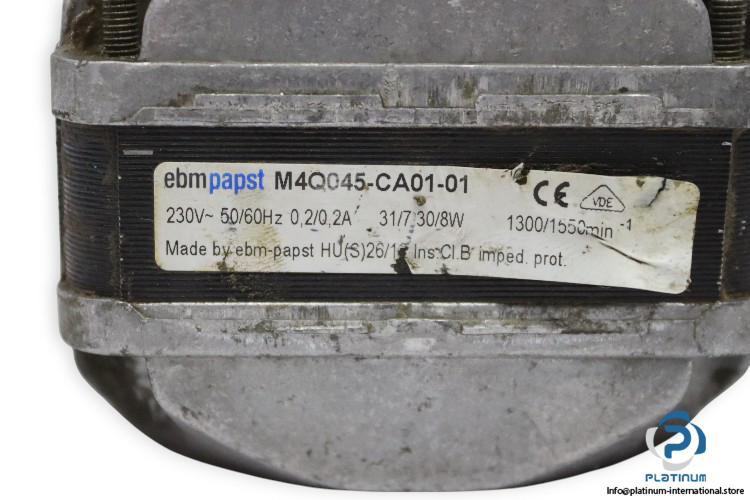 ebmpapst M4Q045-CA01-01 CE VDE
230V~ 50/60Hz 0,2/0,2A 31/7 30/8W 1300/1550min -1
Made by ebm-papst HU(S)26/ Ins.Cl.B imped. prot.
PLATINUM
Info@platinum-international.store